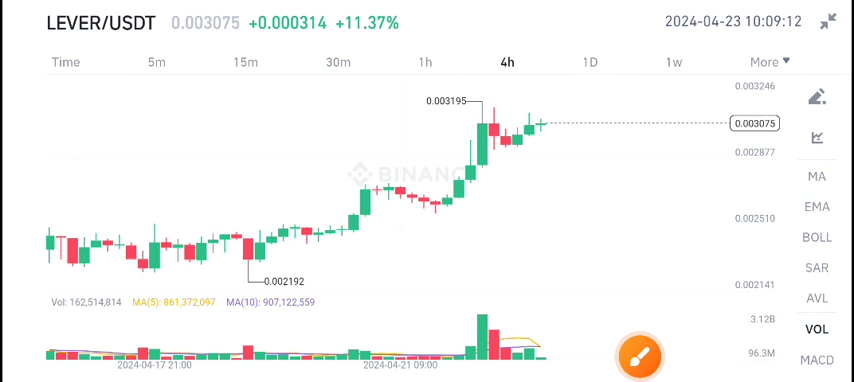 LEVER/USDT 0.003075 +0.000314 +11.37% 2024-04-23 10:09:12
Time 5m 15m 30m 1h 4h 1D 1w More
0.003246
0.003195
0.003075
BINANC
0.002877
0.002510
0.002192
0.002141
Vol: 162,514,814 MA(5): 861,372,097 MA(10): 907,122,559
3.12B
96.3M
2024-04-17 21:00 2024-04-21 09:00
MA
EMA
BOLL
SAR
AVL
VOL
MACD